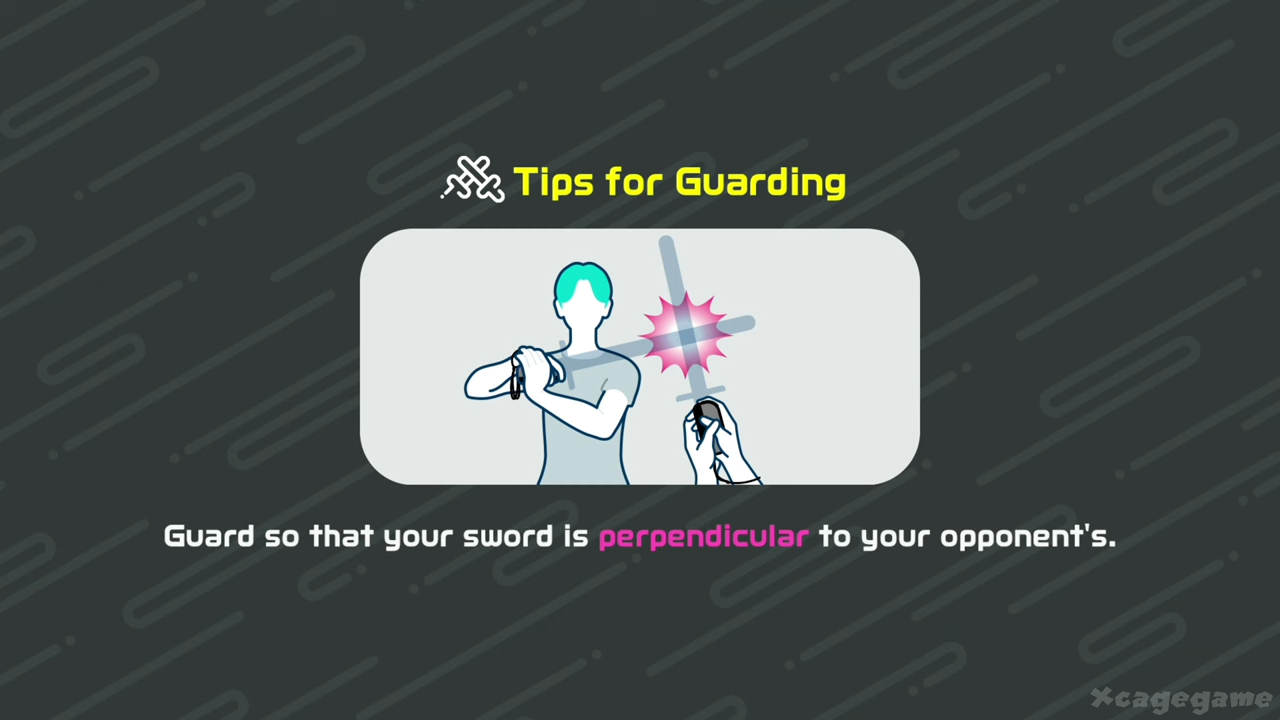 Tips for Guarding
Guard so that your sword is perpendicular to your opponent's.
Xcagegame